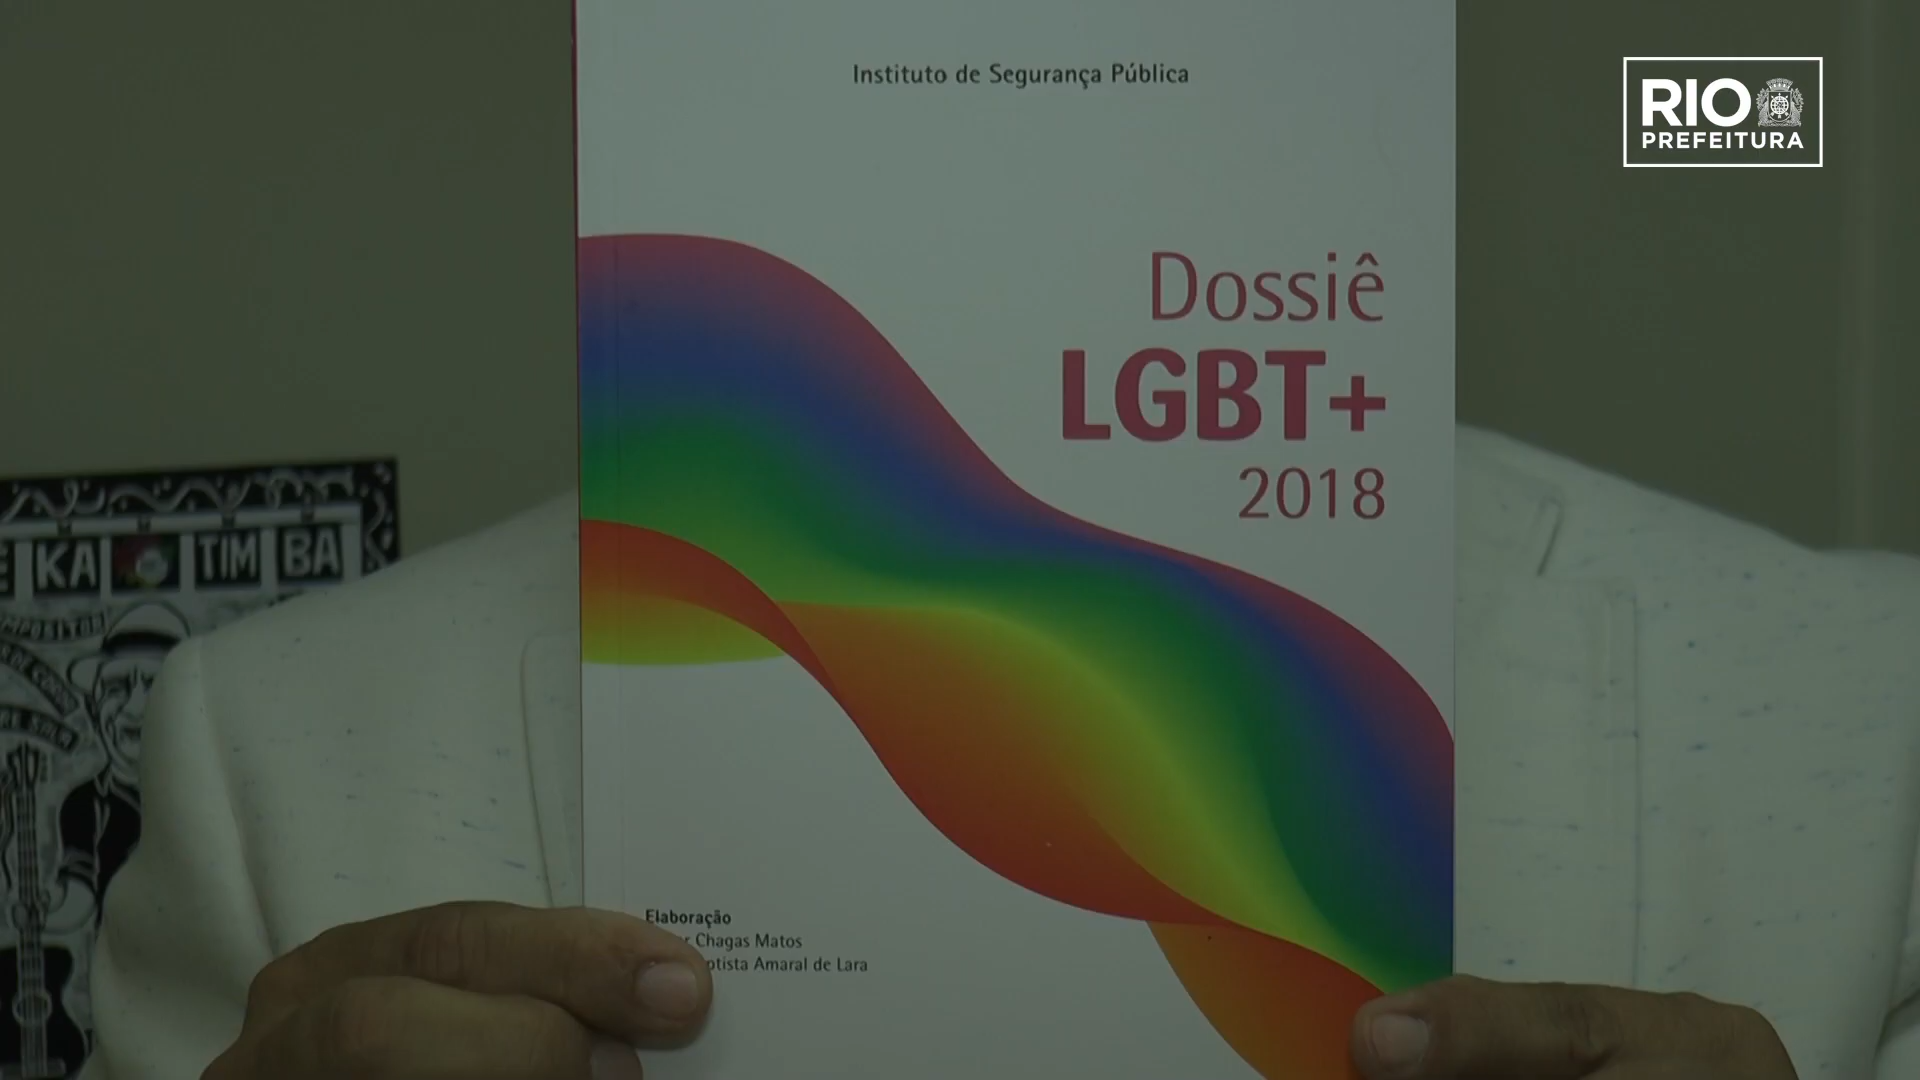 Instituto de Segurança Pública
RIO
PREFEITURA
Dossiê
LGBT+
2018
KA TIM BA
Elaboração
Chagas Matos
Amaral de Lara